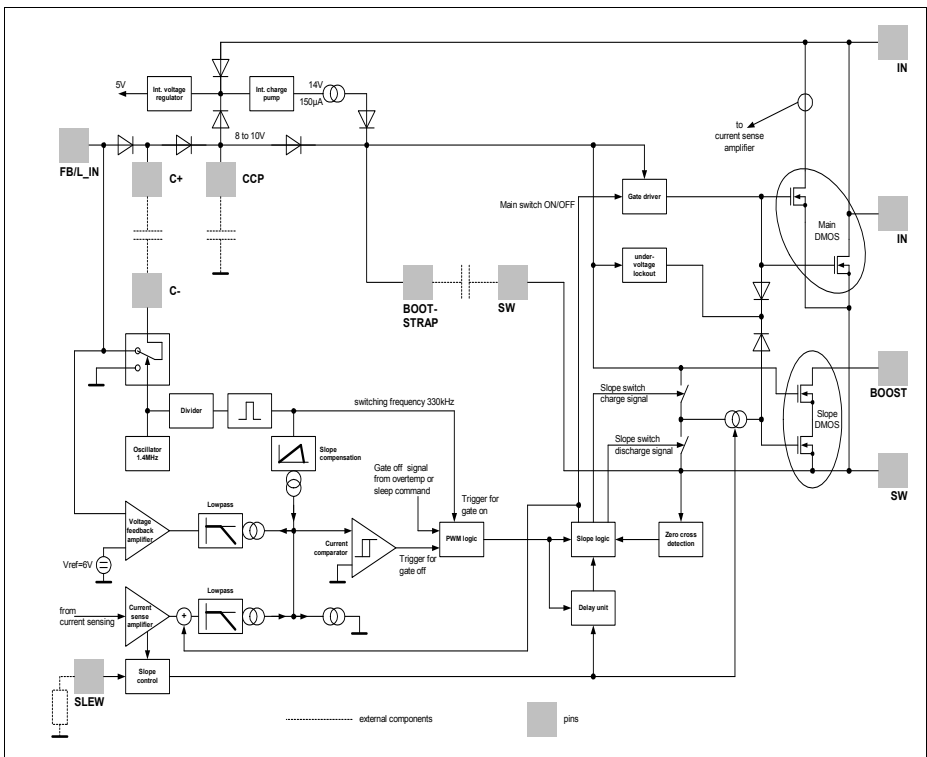 IN
5V
Int. voltage
regulator
Int. charge
pump
14V
150µA
to
current sense
amplifier
8 to 10V
FB/L_IN
C+
CCP
Gate driver
Main switch ON/OFF
Main
DMOS
IN
under-
voltage
lockout
C-
BOOT-
STRAP
SW
BOOST
Slope switch
charge signal
Slope
DMOS
Divider
switching frequency 330kHz
Oscillator
1.4MHz
Slope
compensation
Slope switch
discharge signal
SW
Gate off signal
from overtemp or
sleep command
Trigger for
gate on
Lowpass
Voltage
feedback
amplifier
Current
comparator
PWM logic
Slope logic
Zero cross
detection
Vref=6V
Trigger for
gate off
Lowpass
from
current sensing
Current
sense
amplifier
+
Delay unit
Slope
control
SLEW
external components
pins